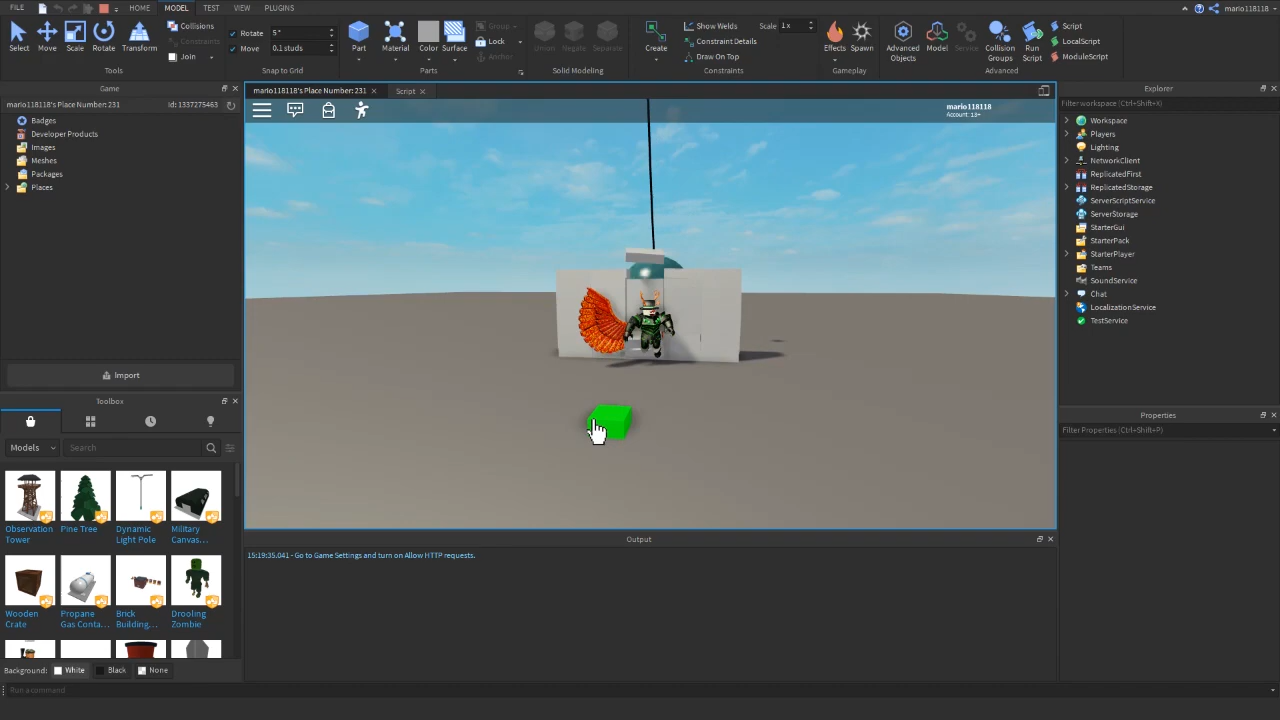 FILE HOME MODEL TEST VIEW PLUGINS mario118118
Select Move Scale Rotate Transform
Collisions
Constraints
Join
Tools
Rotate 5°
Move 0.1 studs
Snap to Grid
Part Material Color Surface
Group
Lock
Anchor
Parts
Union Negate Separate
Solid Modeling
Create
Show Welds Scale 1x
Constraint Details
Draw On Top
Constraints
Effects Spawn
Gameplay
Advanced Objects
Model
Service
Collision Groups
Run Script
Script
LocalScript
ModuleScript
Advanced
Game
mario118118's Place Number:231 Id: 1337275463
Badges
Developer Products
Images
Meshes
Packages
Places
Import
Toolbox
Models Search
Observation Tower
Pine Tree
Dynamic Light Pole
Military Canvas...
Wooden Crate
Propane Gas Conta...
Brick Building...
Drooling Zombie
Background: White Black None
Run a command
mario118118's Place Number:231 Script
mario118118
Account: 13+
Output
15:19:35.041 - Go to Game Settings and turn on Allow HTTP requests.
Explorer
Filter workspace (Ctrl+Shift+X)
Workspace
Players
Lighting
NetworkClient
ReplicatedFirst
ReplicatedStorage
ServerScriptService
ServerStorage
StarterGui
StarterPack
StarterPlayer
Teams
SoundService
Chat
LocalizationService
TestService
Properties
Filter Properties (Ctrl+Shift+P)